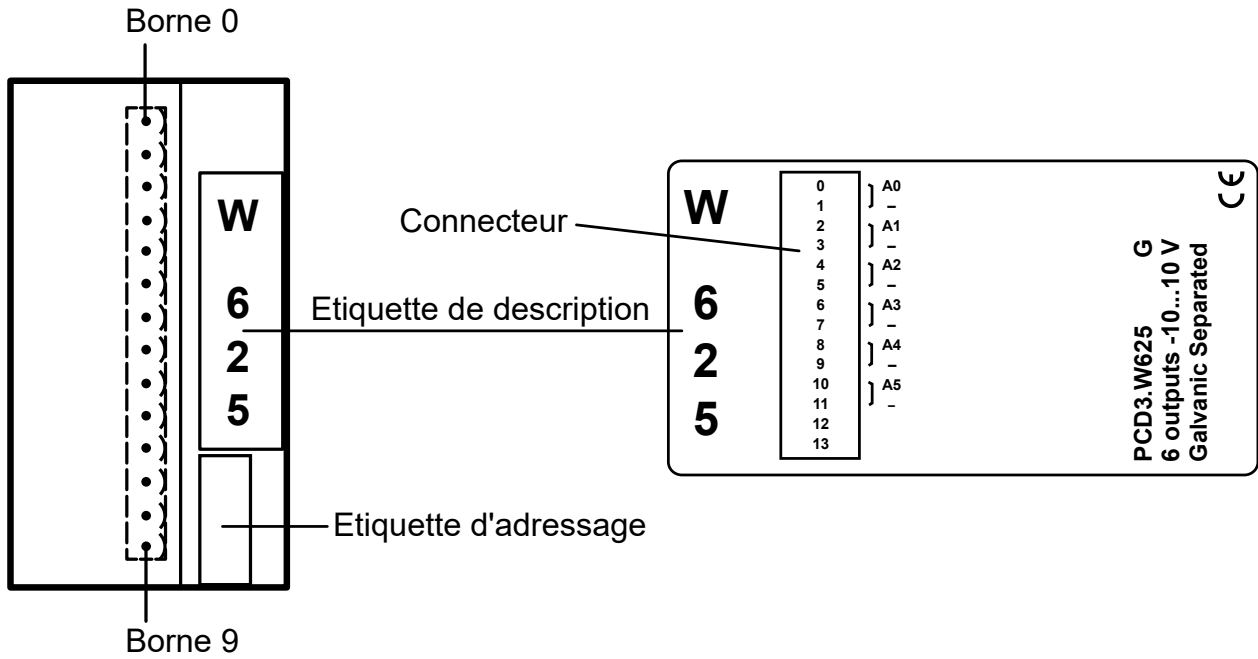 Borne 0
W
6
2
5
Connecteur
Etiquette de description
Etiquette d'adressage
Borne 9
W
6
2
5
0 A0
1 –
2 A1
3 –
4 A2
5 –
6 A3
7 –
8 A4
9 –
10 A5
11 –
12
13
PCD3.W625 G
6 outputs -10...10 V
Galvanic Separated
CE